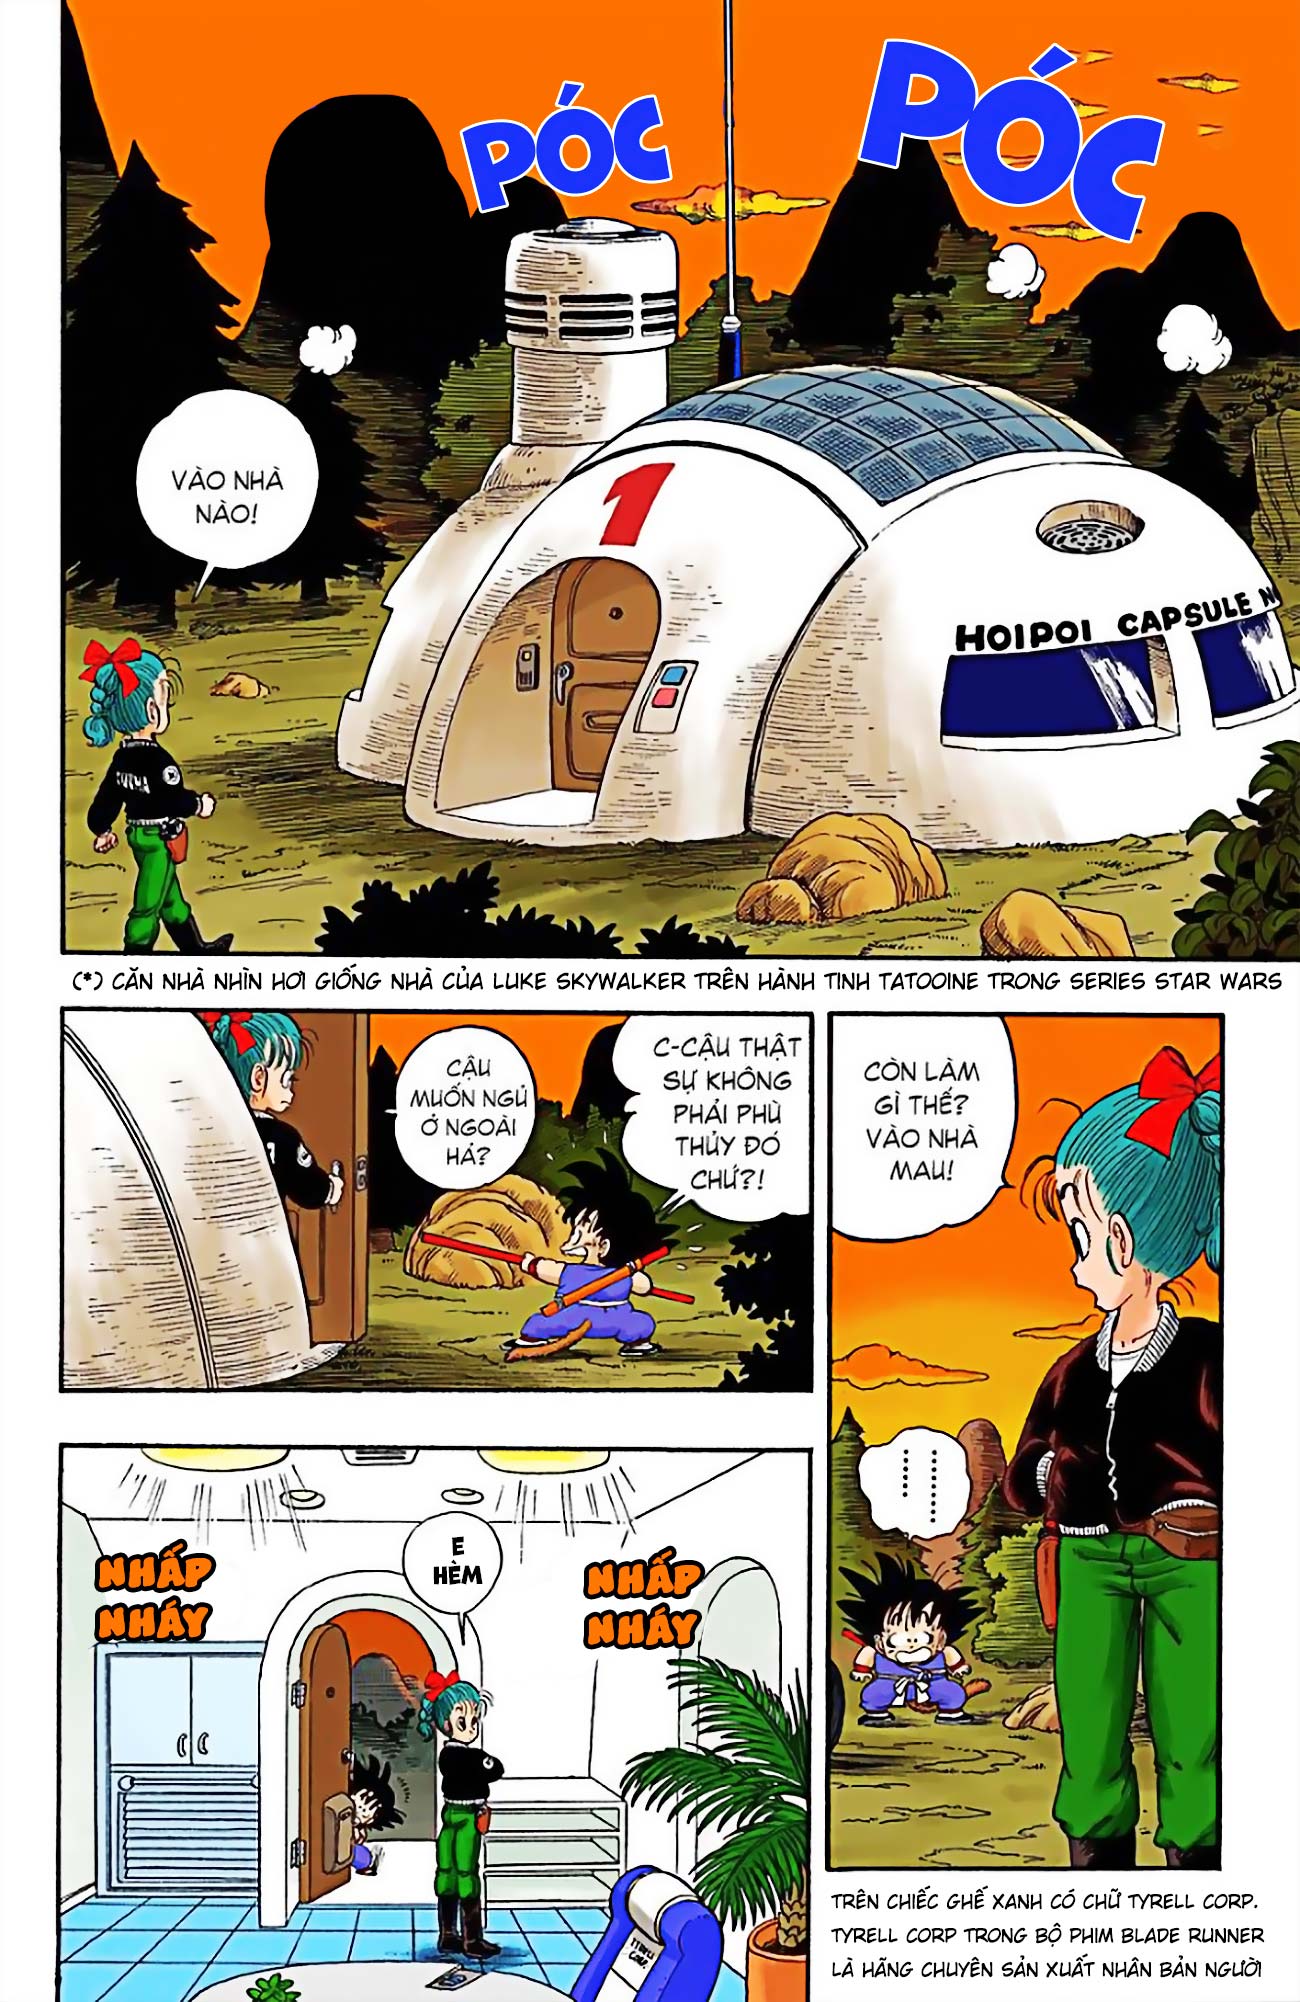 PÓC
PÓC
VÀO NHÀ
NÀO!
1
HOIPOI CAPSULE N
(*) CĂN NHÀ NHÌN HƠI GIỐNG NHÀ CỦA LUKE SKYWALKER TRÊN HÀNH TINH TATOOINE TRONG SERIES STAR WARS
CẬU
MUỐN NGỦ
Ở NGOÀI
HẢ?
C-CẬU THẬT
SỰ KHÔNG
PHẢI PHÙ
THỦY ĐÓ
CHỨ?!
CÒN LÀM
GÌ THẾ?
VÀO NHÀ
MAU!
........
........
NHẤP
NHÁY
E
HÈM
NHẤP
NHÁY
TYRELL
CORP.
TRÊN CHIẾC GHẾ XANH CÓ CHỮ TYRELL CORP.
TYRELL CORP TRONG BỘ PHIM BLADE RUNNER
LÀ HÃNG CHUYÊN SẢN XUẤT NHÂN BẢN NGƯỜI